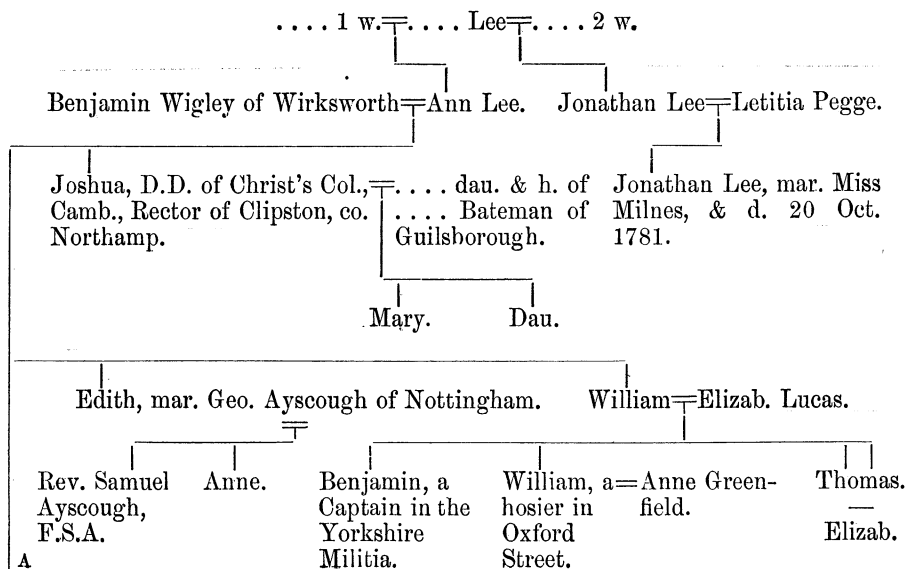 . . . . 1 w. . . . . Lee . . . . 2 w.
Benjamin Wigley of Wirksworth=Ann Lee. Jonathan Lee=Letitia Pegge.
Joshua, D.D. of Christ's Col.,=. . . . dau. & h. of Jonathan Lee, mar. Miss
Camb., Rector of Clipston, co. . . . . Bateman of Milnes, & d. 20 Oct.
Northamp. Guilsborough. 1781.
Mary. Dau.
Edith, mar. Geo. Ayscough of Nottingham. William=Elizab. Lucas.
Rev. Samuel Anne. Benjamin, a William, a=Anne Green- Thomas.
Ayscough, Captain in the hosier in field. —
F.S.A. Yorkshire Oxford Elizab.
A Militia. Street.